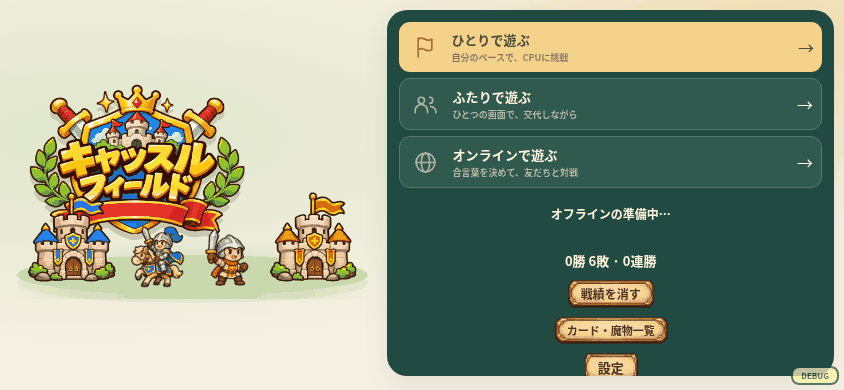 キャッスル
フィールド
ひとりで遊ぶ
自分のペースで、CPUに挑戦
→
ふたりで遊ぶ
ひとつの画面で、交代しながら
→
オンラインで遊ぶ
合言葉を決めて、友だちと対戦
→
オフラインの準備中…
0勝 6敗・0連勝
戦績を消す
カード・魔物一覧
設定
DEBUG